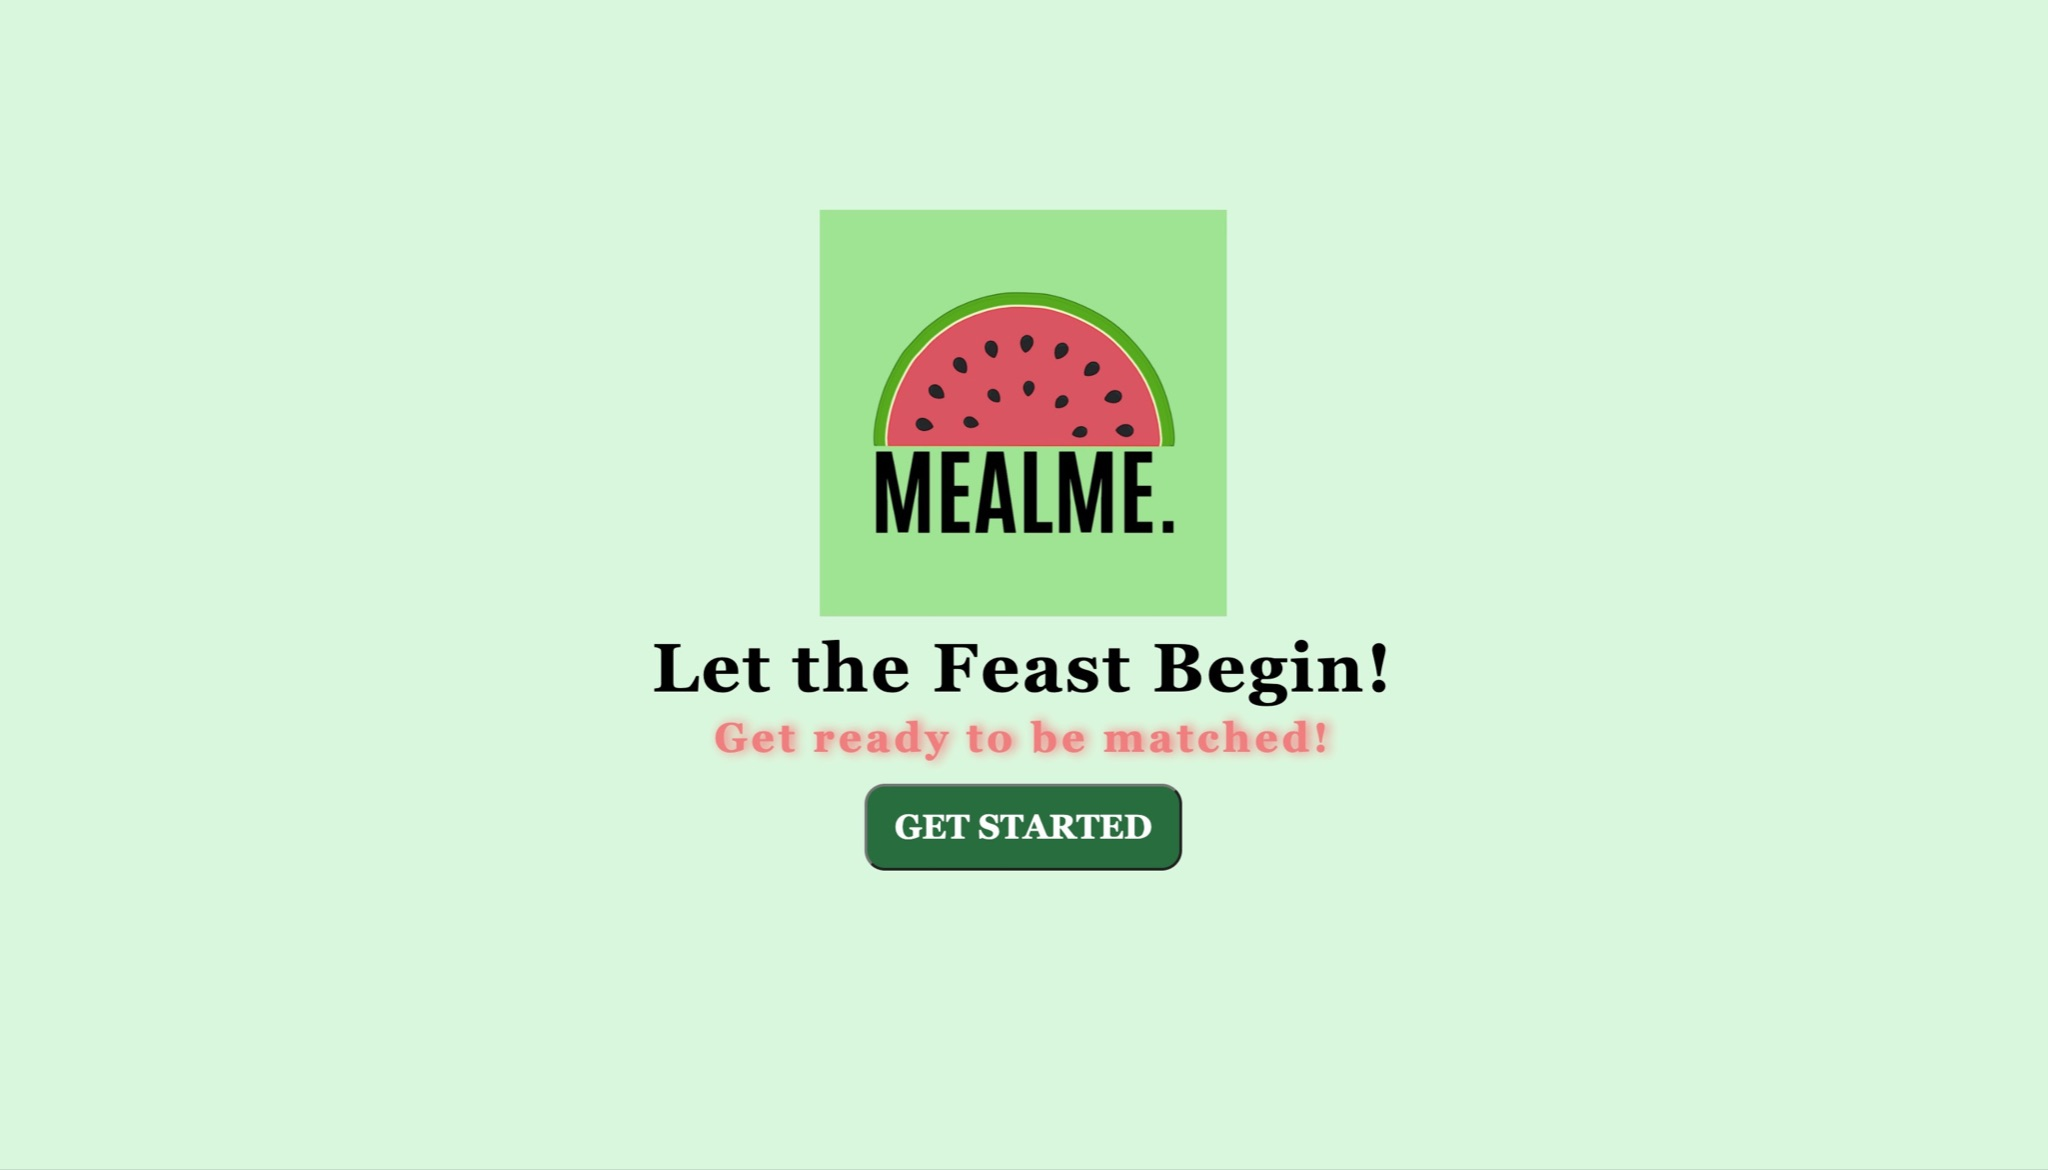 MEALME.
Let the Feast Begin!
Get ready to be matched!
GET STARTED